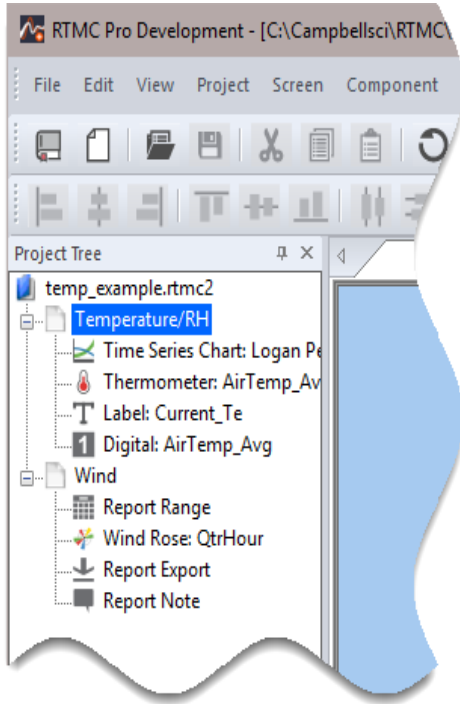 RTMC Pro Development - [C:\Campbellsci\RTMC\
File Edit View Project Screen Component
Project Tree
temp_example.rtmc2
Temperature/RH
Time Series Chart: Logan Pe
Thermometer: AirTemp_Av
Label: Current_Te
1 Digital: AirTemp_Avg
Wind
Report Range
Wind Rose: QtrHour
Report Export
Report Note